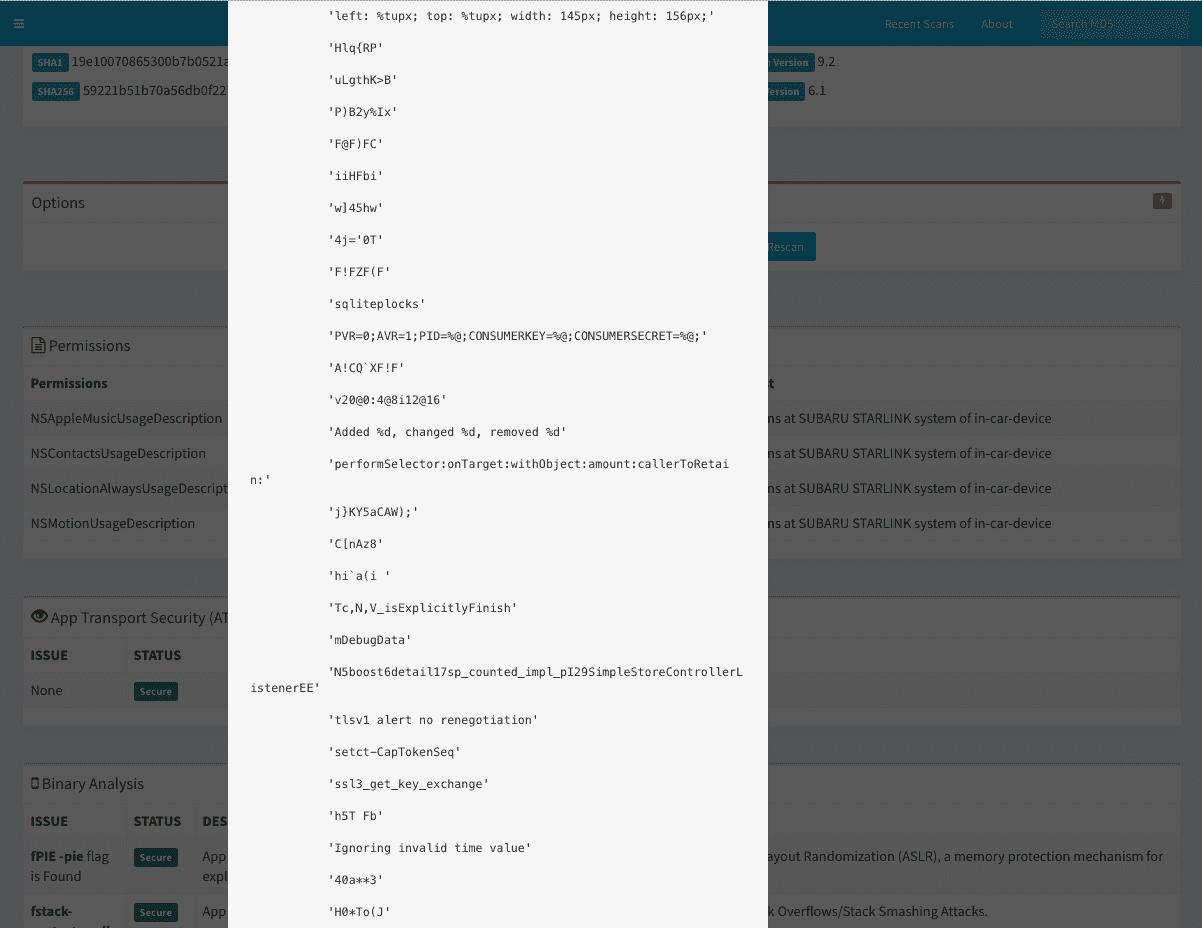 Recent Scans About Search MD5
'left: %tupx; top: %tupx; width: 145px; height: 156px;'
'Hlq{RP'
SHA1 19e10070865300b7b0521a
Version 9.2
'uLgthK>B'
SHA256 59221b51b70a56db0f22
ersion 6.1
'P)B2y%Ix'
'F@F)FC'
'iiHFbi'
Options
'w]45hw'
'4j='0T'
Rescan
'F!FZF(F'
'sqliteplocks'
'PVR=0;AVR=1;PID=%@;CONSUMERKEY=%@;CONSUMERSECRET=%@;'
Permissions
'A!CQ`XF!F'
Permissions
t
'v20@0:4@8i12@16'
NSAppleMusicUsageDescription
ns at SUBARU STARLINK system of in-car-device
'Added %d, changed %d, removed %d'
NSContactsUsageDescription
ns at SUBARU STARLINK system of in-car-device
'performSelector:onTarget:withObject:amount:callerToRetai
n:'
NSLocationAlwaysUsageDescript
ns at SUBARU STARLINK system of in-car-device
'j}KY5aCAW);'
NSMotionUsageDescription
ns at SUBARU STARLINK system of in-car-device
'C[nAz8'
'hi`a(i '
'Tc,N,V_isExplicitlyFinish'
App Transport Security (AT
'mDebugData'
ISSUE STATUS
'N5boost6detail17sp_counted_impl_pI29SimpleStoreControllerL
istenerEE'
None Secure
'tlsv1 alert no renegotiation'
'setct-CapTokenSeq'
Binary Analysis
'ssl3_get_key_exchange'
ISSUE STATUS DES
'h5T Fb'
'Ignoring invalid time value'
fPIE -pie flag
is Found
Secure
App
expl
ayout Randomization (ASLR), a memory protection mechanism for
'40a**3'
'H0*To(J'
fstack-
Secure
App
k Overflows/Stack Smashing Attacks.